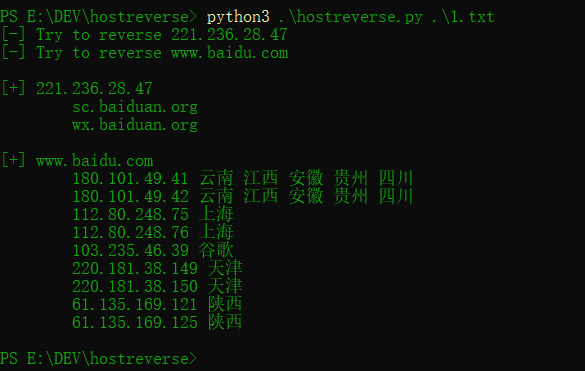 PS E:\DEV\hostreverse> python3 .\hostreverse.py .\1.txt
[-] Try to reverse 221.236.28.47
[-] Try to reverse www.baidu.com
[+] 221.236.28.47
sc.baiduan.org
wx.baiduan.org
[+] www.baidu.com
180.101.49.41 云南 江西 安徽 贵州 四川
180.101.49.42 云南 江西 安徽 贵州 四川
112.80.248.75 上海
112.80.248.76 上海
103.235.46.39 谷歌
220.181.38.149 天津
220.181.38.150 天津
61.135.169.121 陕西
61.135.169.125 陕西
PS E:\DEV\hostreverse>